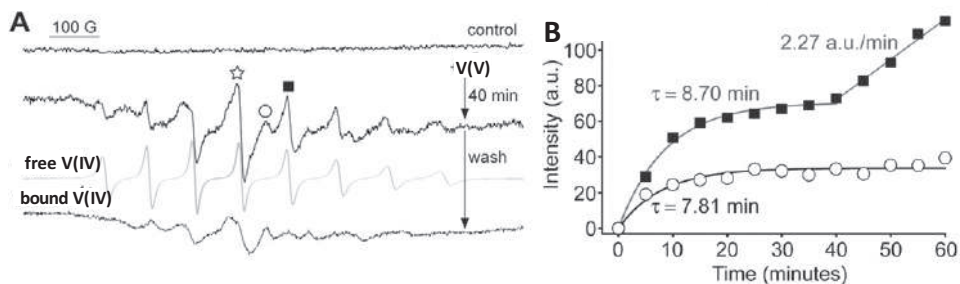 A
100 G
control
V(V)
40 min
free V(IV)
wash
bound V(IV)
B
Intensity (a.u.)
100
80
60
40
20
0
2.27 a.u./min
τ = 8.70 min
τ = 7.81 min
0 10 20 30 40 50 60
Time (minutes)